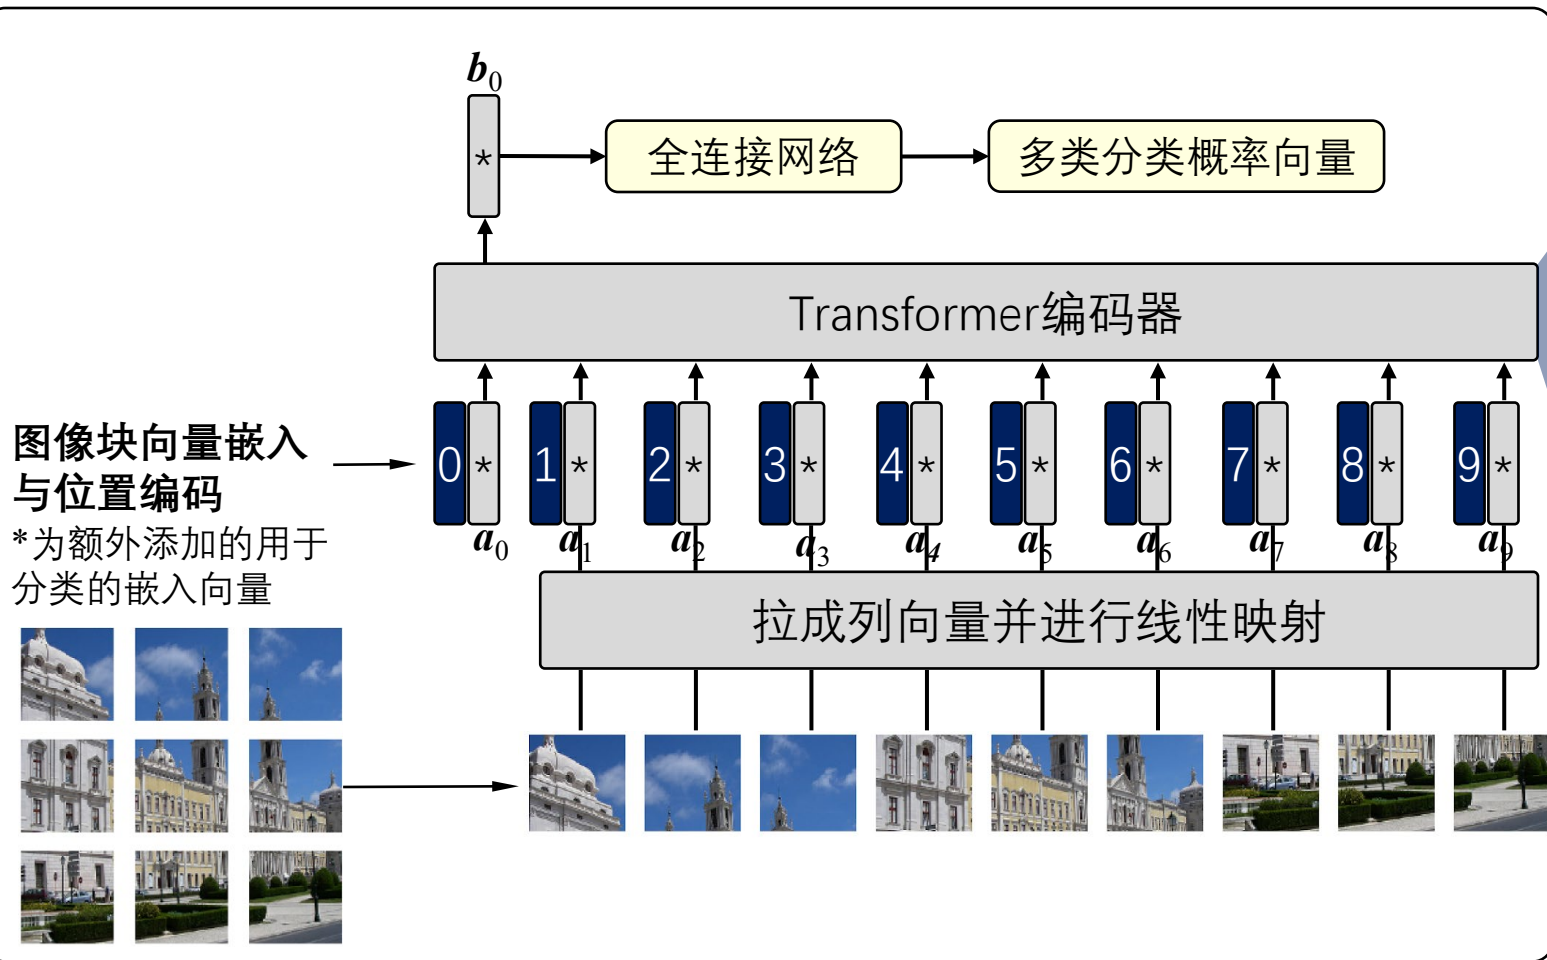 b0
*
全连接网络
多类分类概率向量
Transformer编码器
图像块向量嵌入
与位置编码
*为额外添加的用于
分类的嵌入向量
0 * 1 * 2 * 3 * 4 * 5 * 6 * 7 * 8 * 9 *
a0 a1 a2 a3 a4 a5 a6 a7 a8 a9
拉成列向量并进行线性映射